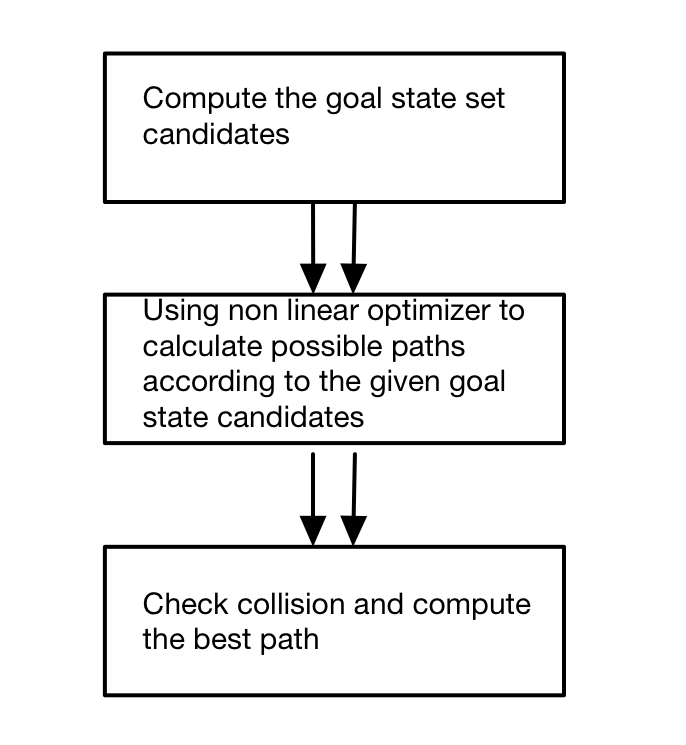 Compute the goal state set
candidates
Using non linear optimizer to
calculate possible paths
according to the given goal
state candidates
Check collision and compute
the best path